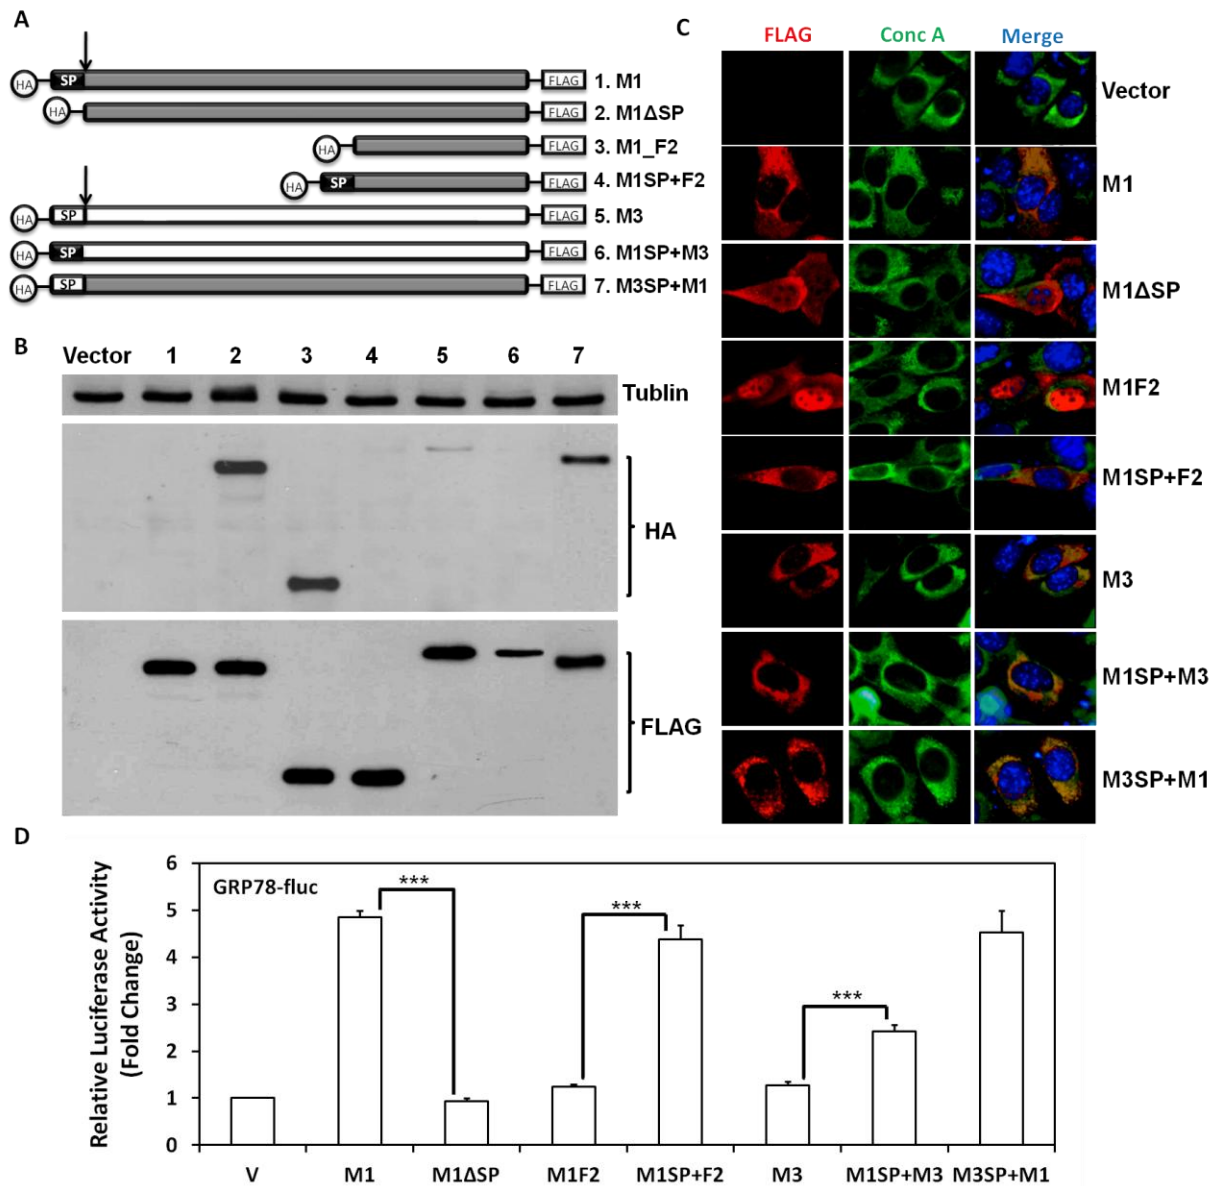 A
HA SP FLAG 1. M1
HA FLAG 2. M1ΔSP
HA FLAG 3. M1_F2
HA SP FLAG 4. M1SP+F2
HA SP FLAG 5. M3
HA SP FLAG 6. M1SP+M3
HA SP FLAG 7. M3SP+M1
B
Vector 1 2 3 4 5 6 7
Tublin
HA
FLAG
C
FLAG Conc A Merge
Vector
M1
M1ΔSP
M1F2
M1SP+F2
M3
M1SP+M3
M3SP+M1
D
GRP78-fluc
Relative Luciferase Activity
(Fold Change)
6
5
4
3
2
1
0
*** *** ***
V M1 M1ΔSP M1F2 M1SP+F2 M3 M1SP+M3 M3SP+M1